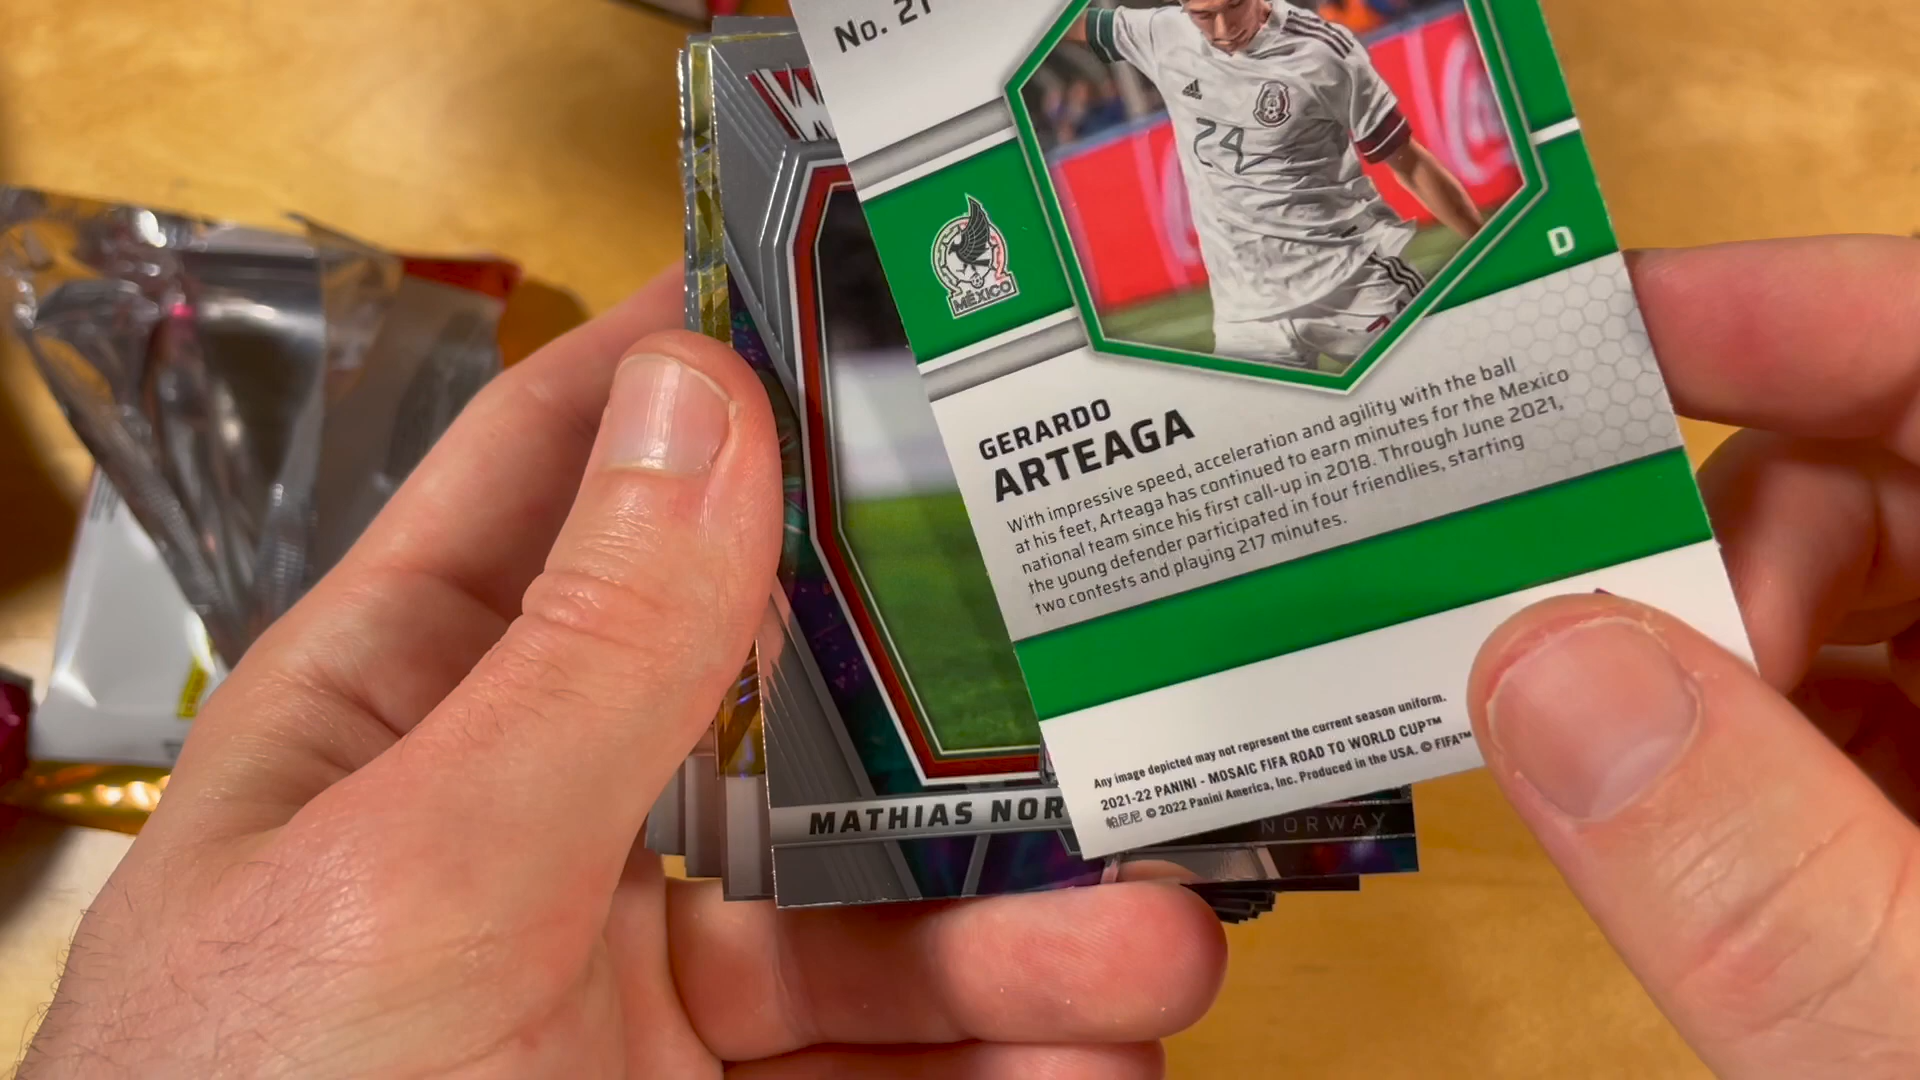 No. 21
24
MÉXICO
D
GERARDO
ARTEAGA
With impressive speed, acceleration and agility with the ball
at his feet, Arteaga has continued to earn minutes for the Mexico
national team since his first call-up in 2018. Through June 2021,
the young defender participated in four friendlies, starting
two contests and playing 217 minutes.
Any image depicted may not represent the current season uniform.
2021-22 PANINI - MOSAIC FIFA ROAD TO WORLD CUP™
帕尼尼 © 2022 Panini America, Inc. Produced in the USA. © FIFA™
MATHIAS NOR
NORWAY